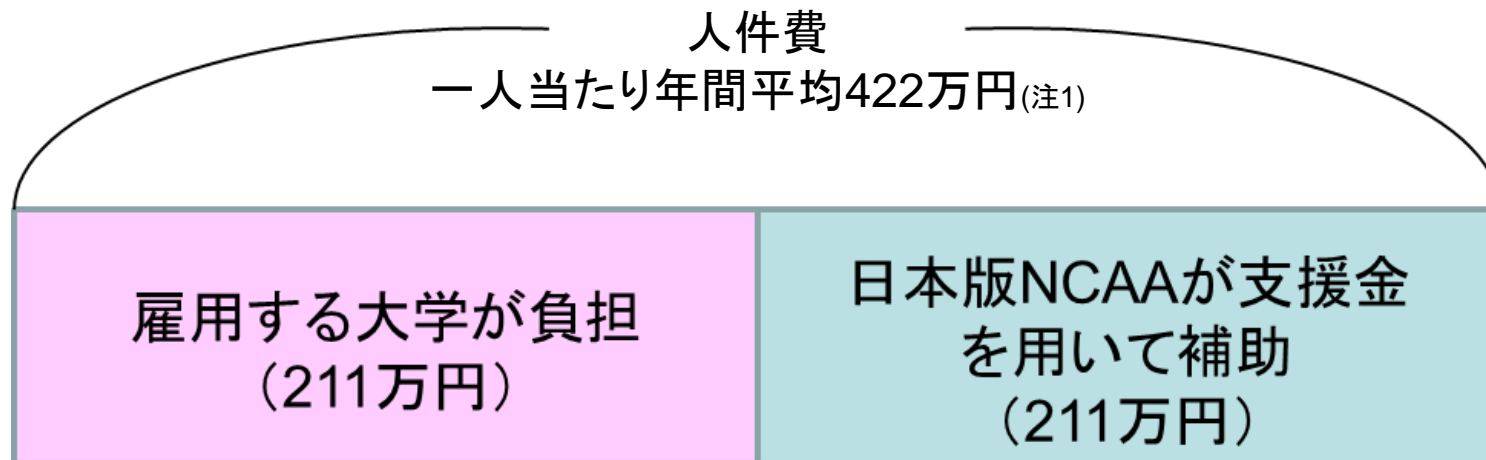 人件費
一人当たり年間平均422万円(注1)
雇用する大学が負担
（211万円）
日本版NCAAが支援金
を用いて補助
（211万円）